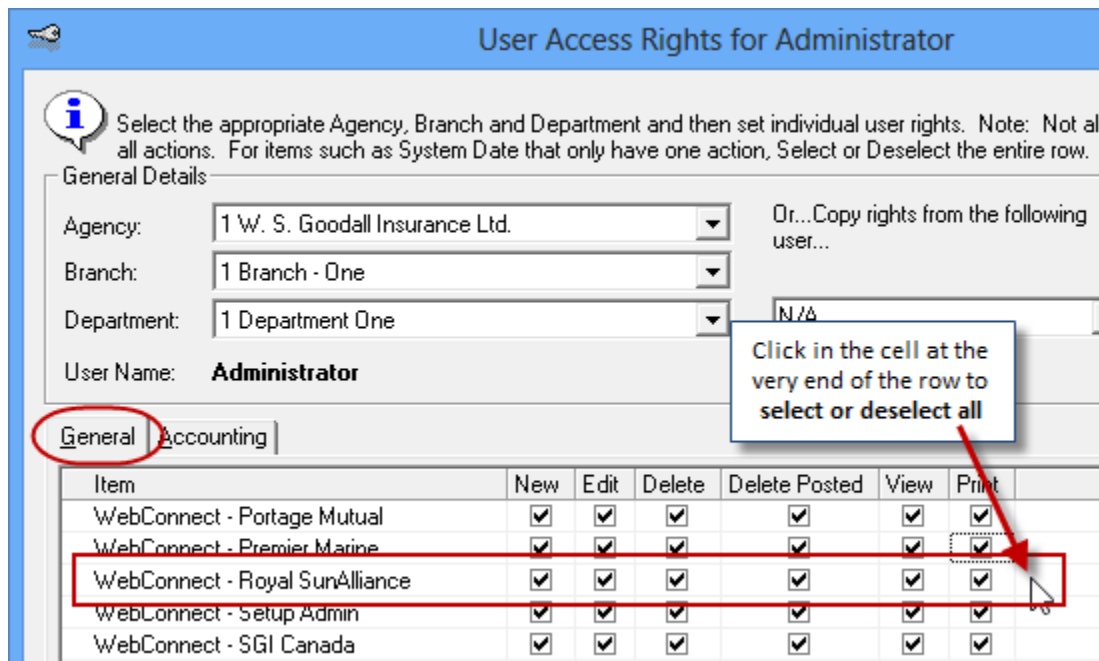 User Access Rights for Administrator
Select the appropriate Agency, Branch and Department and then set individual user rights. Note: Not al
all actions. For items such as System Date that only have one action, Select or Deselect the entire row.
General Details
Agency: 1 W. S. Goodall Insurance Ltd.
Or...Copy rights from the following
user...
Branch: 1 Branch - One
Department: 1 Department One
N/A
User Name: Administrator
Click in the cell at the
very end of the row to
select or deselect all
General Accounting
Item New Edit Delete Delete Posted View Print
WebConnect - Portage Mutual
WebConnect - Premier Marine
WebConnect - Royal SunAlliance
WebConnect - Setup Admin
WebConnect - SGI Canada